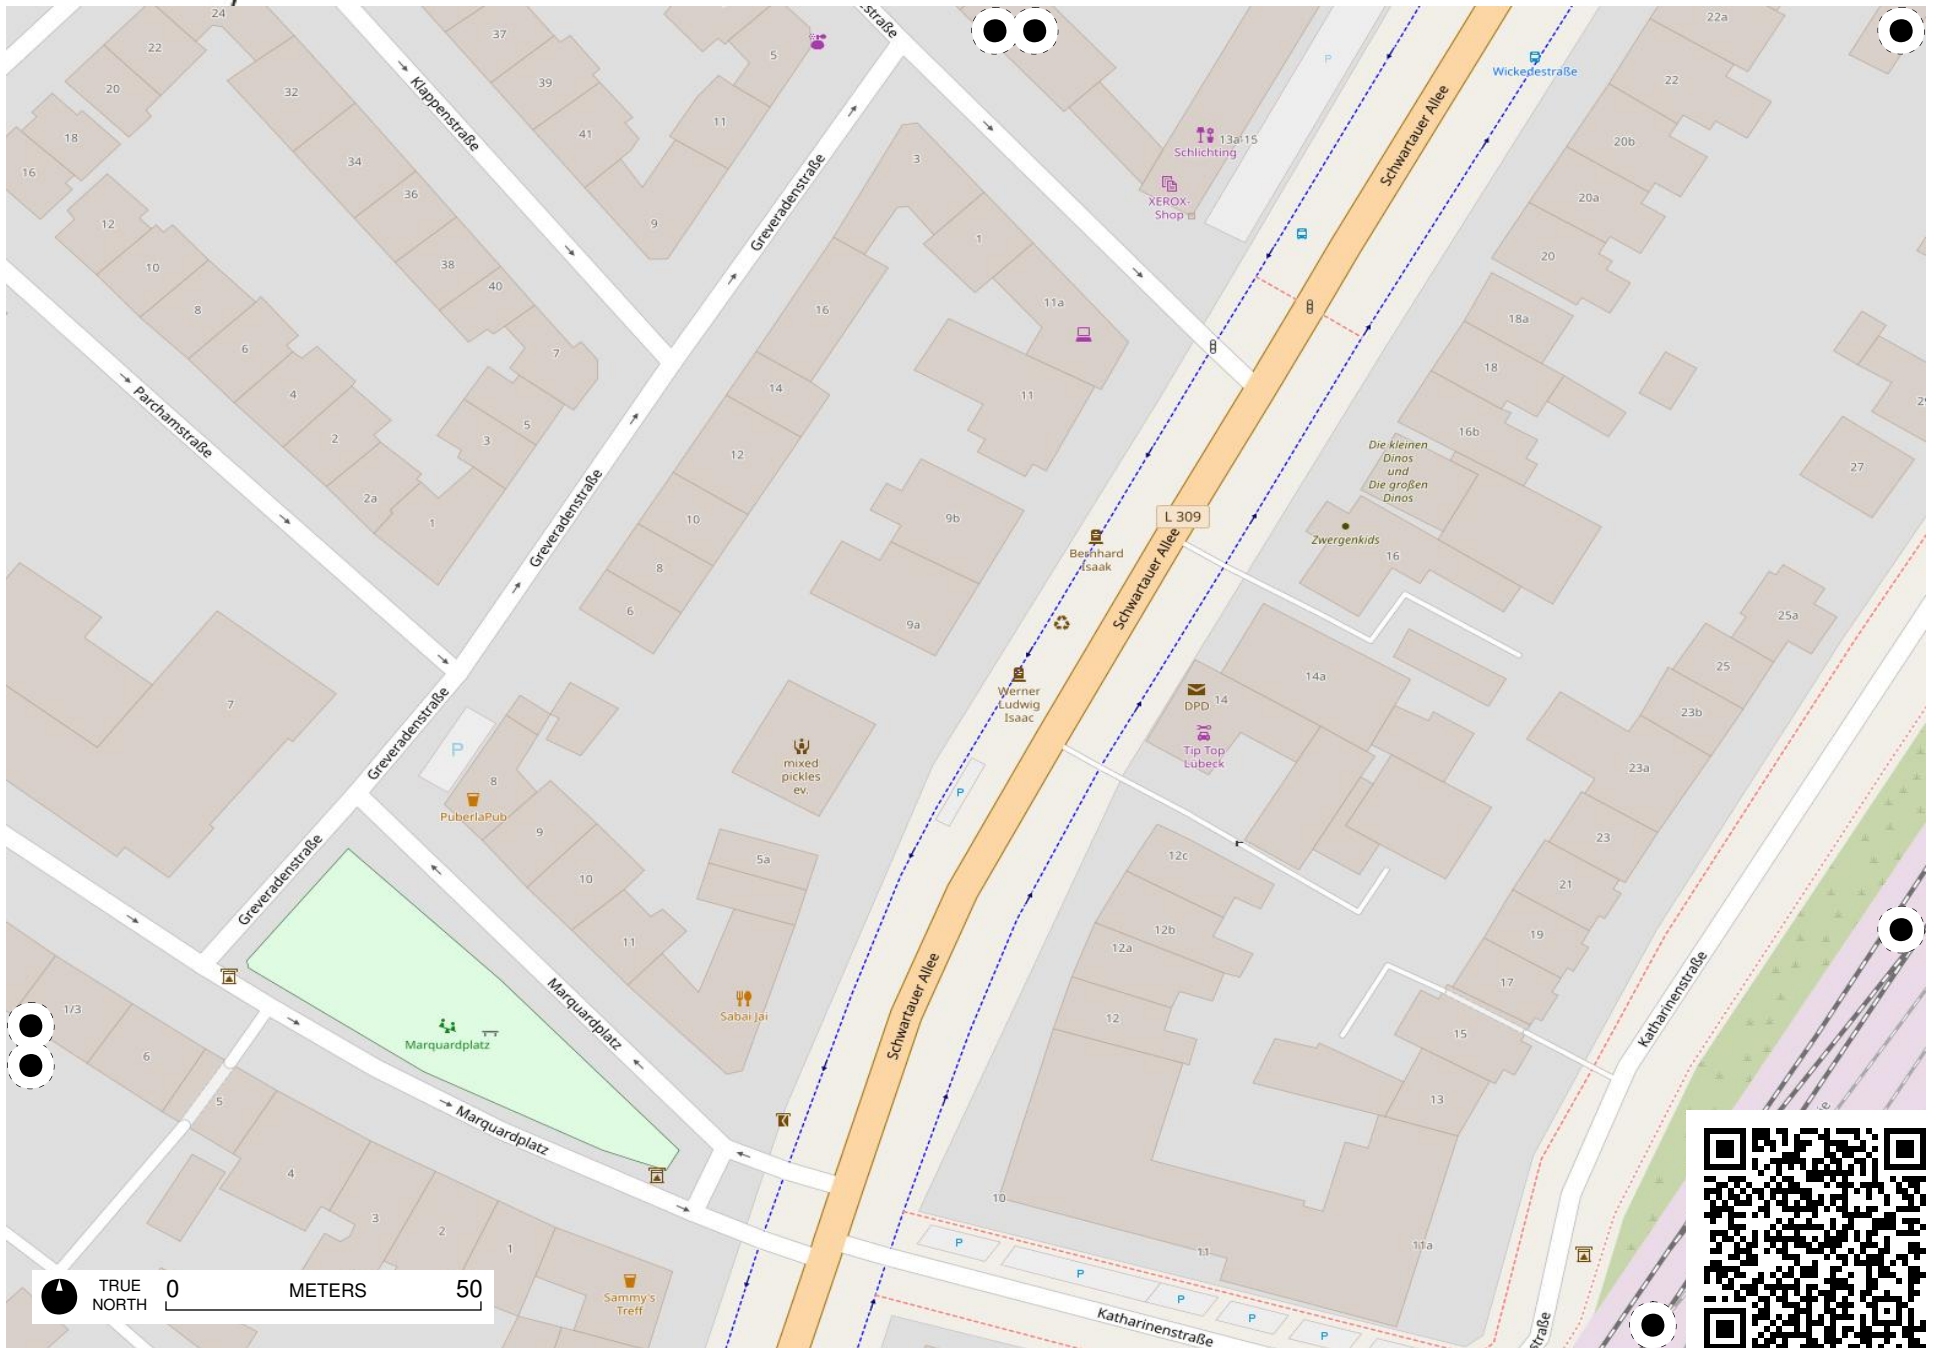 24
22
20
18
16
Klappenstraße
37
39
41
9
11
5
straße
22a
22
20b
20a
20
Wickedestraße
Schwartauer Allee
P
13a-15
Schlichting
XEROX-
Shop
Greveradenstraße
3
1
11a
11
32
34
36
38
40
7
5
3
12
10
8
6
4
2
2a
1
Parchamstraße
16
14
12
10
8
6
Greveradenstraße
18a
18
16b
Die kleinen
Dinos
und
Die großen
Dinos
Zwergenkids
16
27
L 309
Schwartauer Allee
9b
9a
Bernhard
Isaak
Werner
Ludwig
Isaac
14a
14
DPD
Tip Top
Lübeck
25a
25
23b
23a
23
21
19
17
15
13
7
Greveradenstraße
P
8
PuberlaPub
9
10
11
mixed
pickles
ev.
5a
Sabai Jai
P
12c
12b
12a
12
Greveradenstraße
Marquardplatz
Marquardplatz
Marquardplatz
Schwartauer Allee
Katharinenstraße
1/3
6
5
4
3
2
1
Sammy's
Treff
10
11
11a
P
P
P
P
P
Katharinenstraße
straße
TRUE
NORTH
0 METERS 50